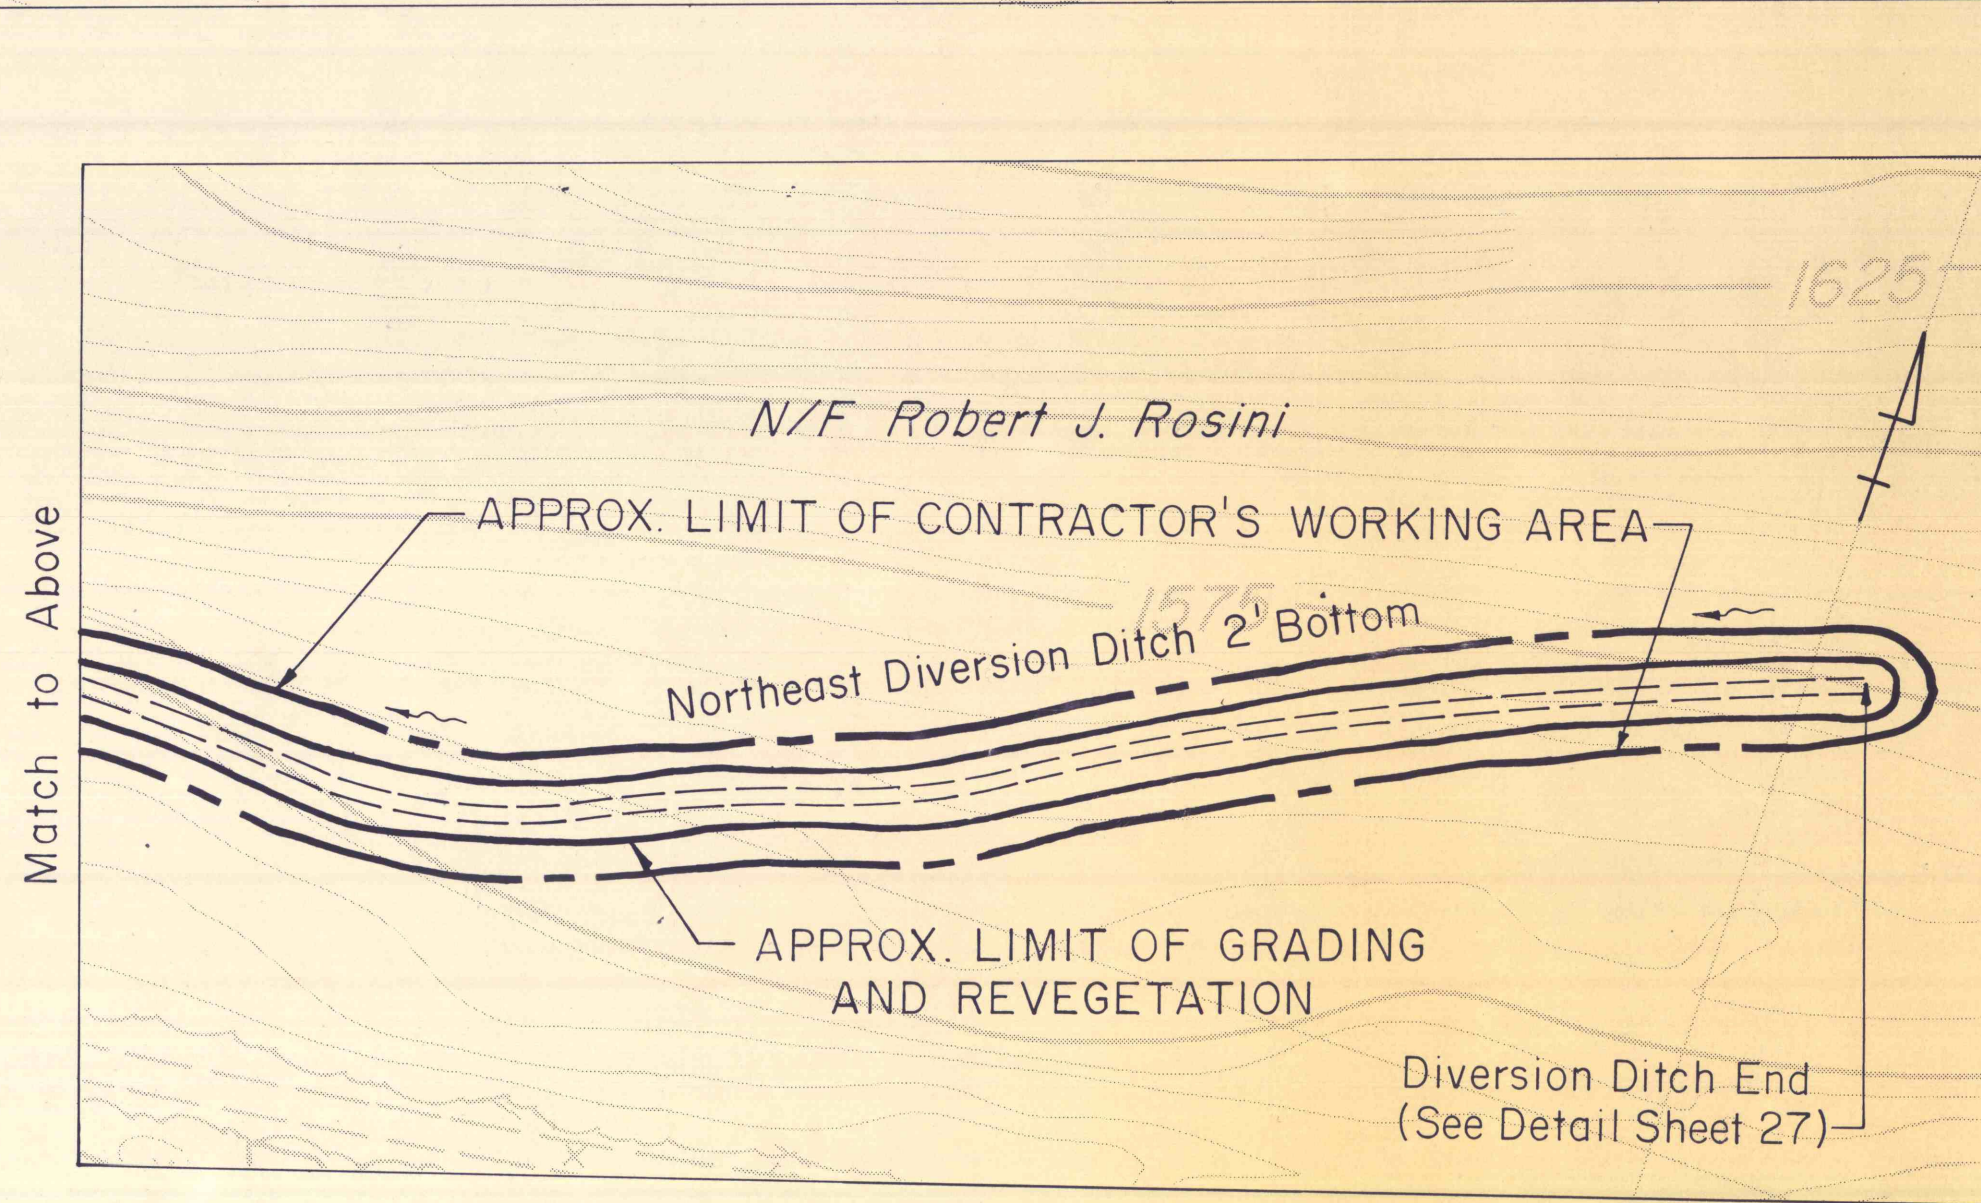 1625
N/F Robert J. Rosini
APPROX. LIMIT OF CONTRACTOR'S WORKING AREA
Match to Above
1575
Northeast Diversion Ditch 2' Bottom
APPROX. LIMIT OF GRADING
AND REVEGETATION
Diversion Ditch End
(See Detail Sheet 27)